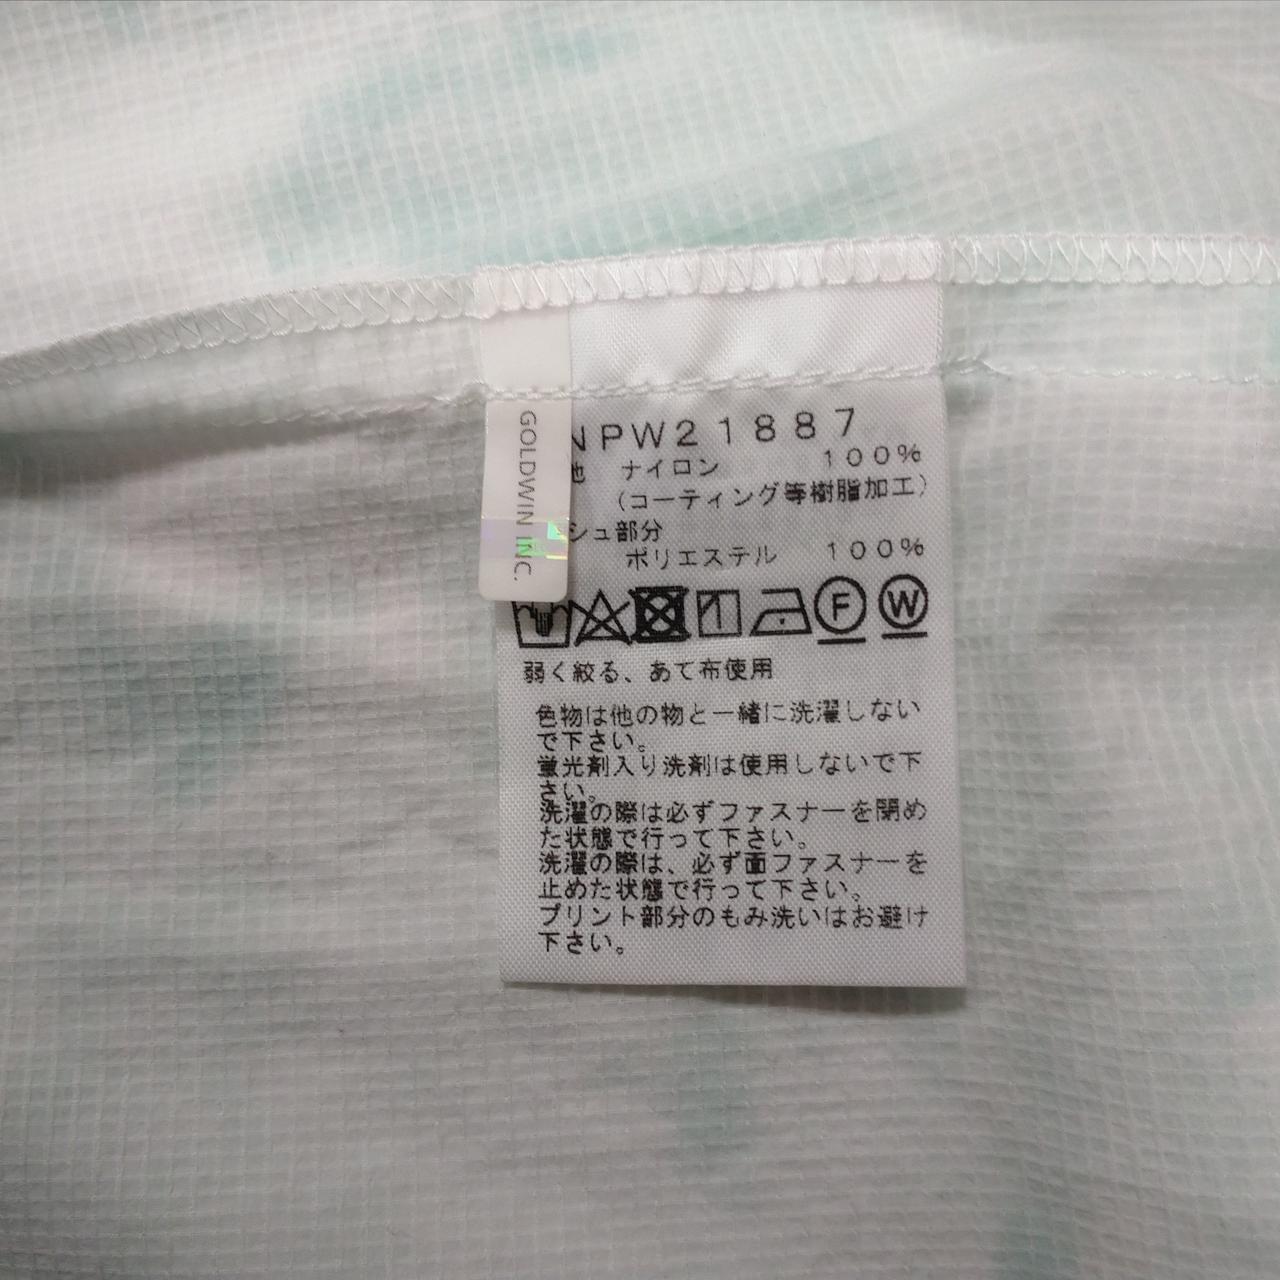 GOLDWIN INC.
NPW21887
地 ナイロン 100%
（コーティング等樹脂加工）
シュ部分
ポリエステル 100%
F W
弱く絞る、あて布使用
色物は他の物と一緒に洗濯しない
で下さい。
蛍光剤入り洗剤は使用しないで下
さい。
洗濯の際は必ずファスナーを閉め
た状態で行って下さい。
洗濯の際は、必ず面ファスナーを
止めた状態で行って下さい。
プリント部分のもみ洗いはお避け
下さい。